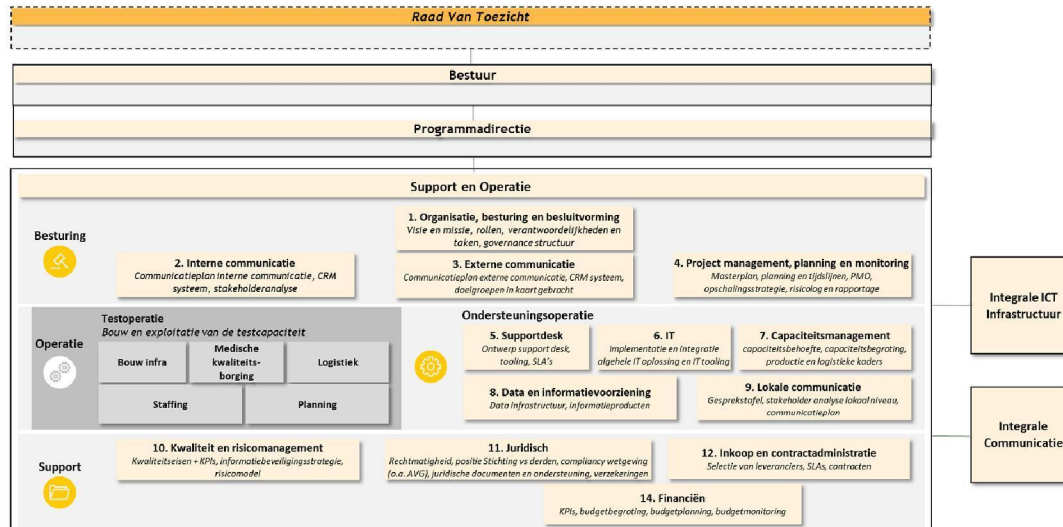 Raad Van Toezicht
Bestuur
Programmadirectie
Support en Operatie
Besturing
1. Organisatie, besturing en besluitvorming
Visie en missie, rollen, verantwoordelijkheden en
taken, governance structuur
2. Interne communicatie
Communicatieplan interne communicatie, CRM
systeem, stakeholderanalyse
3. Externe communicatie
Communicatieplan externe communicatie, CRM systeem,
doelgroepen in kaart gebracht
4. Project management, planning en monitoring
Masterplan, planning en tijdslijnen, PMO,
opschalingsstrategie, risicolog en rapportage
Operatie
Testoperatie
Bouw en exploitatie van de testcapaciteit
Bouw infra
Medische
kwaliteits-
borging
Logistiek
Staffing
Planning
Ondersteuningsoperatie
5. Supportdesk
Ontwerp support desk,
tooling, SLA's
6. IT
Implementatie en integratie
algehele IT oplossing en IT tooling
7. Capaciteitsmanagement
capaciteitsbehoefte, capaciteitsbegroting,
productie en logistieke kaders
8. Data en informatievoorziening
Data infrastructuur, informatieproducten
9. Lokale communicatie
Gesprekstafel, stakeholder analyse lokaal niveau,
communicatieplan
Support
10. Kwaliteit en risicomanagement
Kwaliteitseisen + KPIs, informatiebeveiligingsstrategie,
risicomodel
11. Juridisch
Rechtmatigheid, positie Stichting vs derden, compliancy wetgeving
(o.a. AVG), juridische documenten en ondersteuning, verzekeringen
12. Inkoop en contractadministratie
Selectie van leveranciers, SLAs, contracten
14. Financiën
KPIs, budgetbegroting, budgetplanning, budgetmonitoring
Integrale ICT
Infrastructuur
Integrale
Communicatie